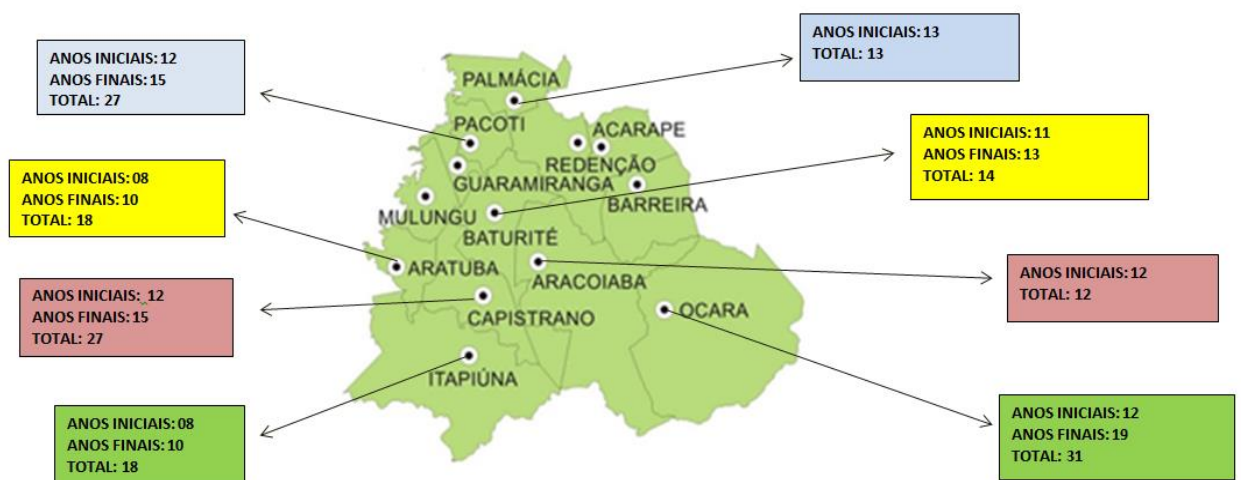 ANOS INICIAIS: 12
ANOS FINAIS: 15
TOTAL: 27
ANOS INICIAIS: 13
TOTAL: 13
ANOS INICIAIS: 08
ANOS FINAIS: 10
TOTAL: 18
ANOS INICIAIS: 11
ANOS FINAIS: 13
TOTAL: 14
ANOS INICIAIS: 12
ANOS FINAIS: 15
TOTAL: 27
ANOS INICIAIS: 12
TOTAL: 12
ANOS INICIAIS: 08
ANOS FINAIS: 10
TOTAL: 18
ANOS INICIAIS: 12
ANOS FINAIS: 19
TOTAL: 31
PALMÁCIA
PACOTI
ACARAPE
REDENÇÃO
GUARAMIRANGA
BARREIRA
MULUNGU
BATURITÉ
ARATUBA
ARACOIABA
CAPISTRANO
OCARA
ITAPIÚNA